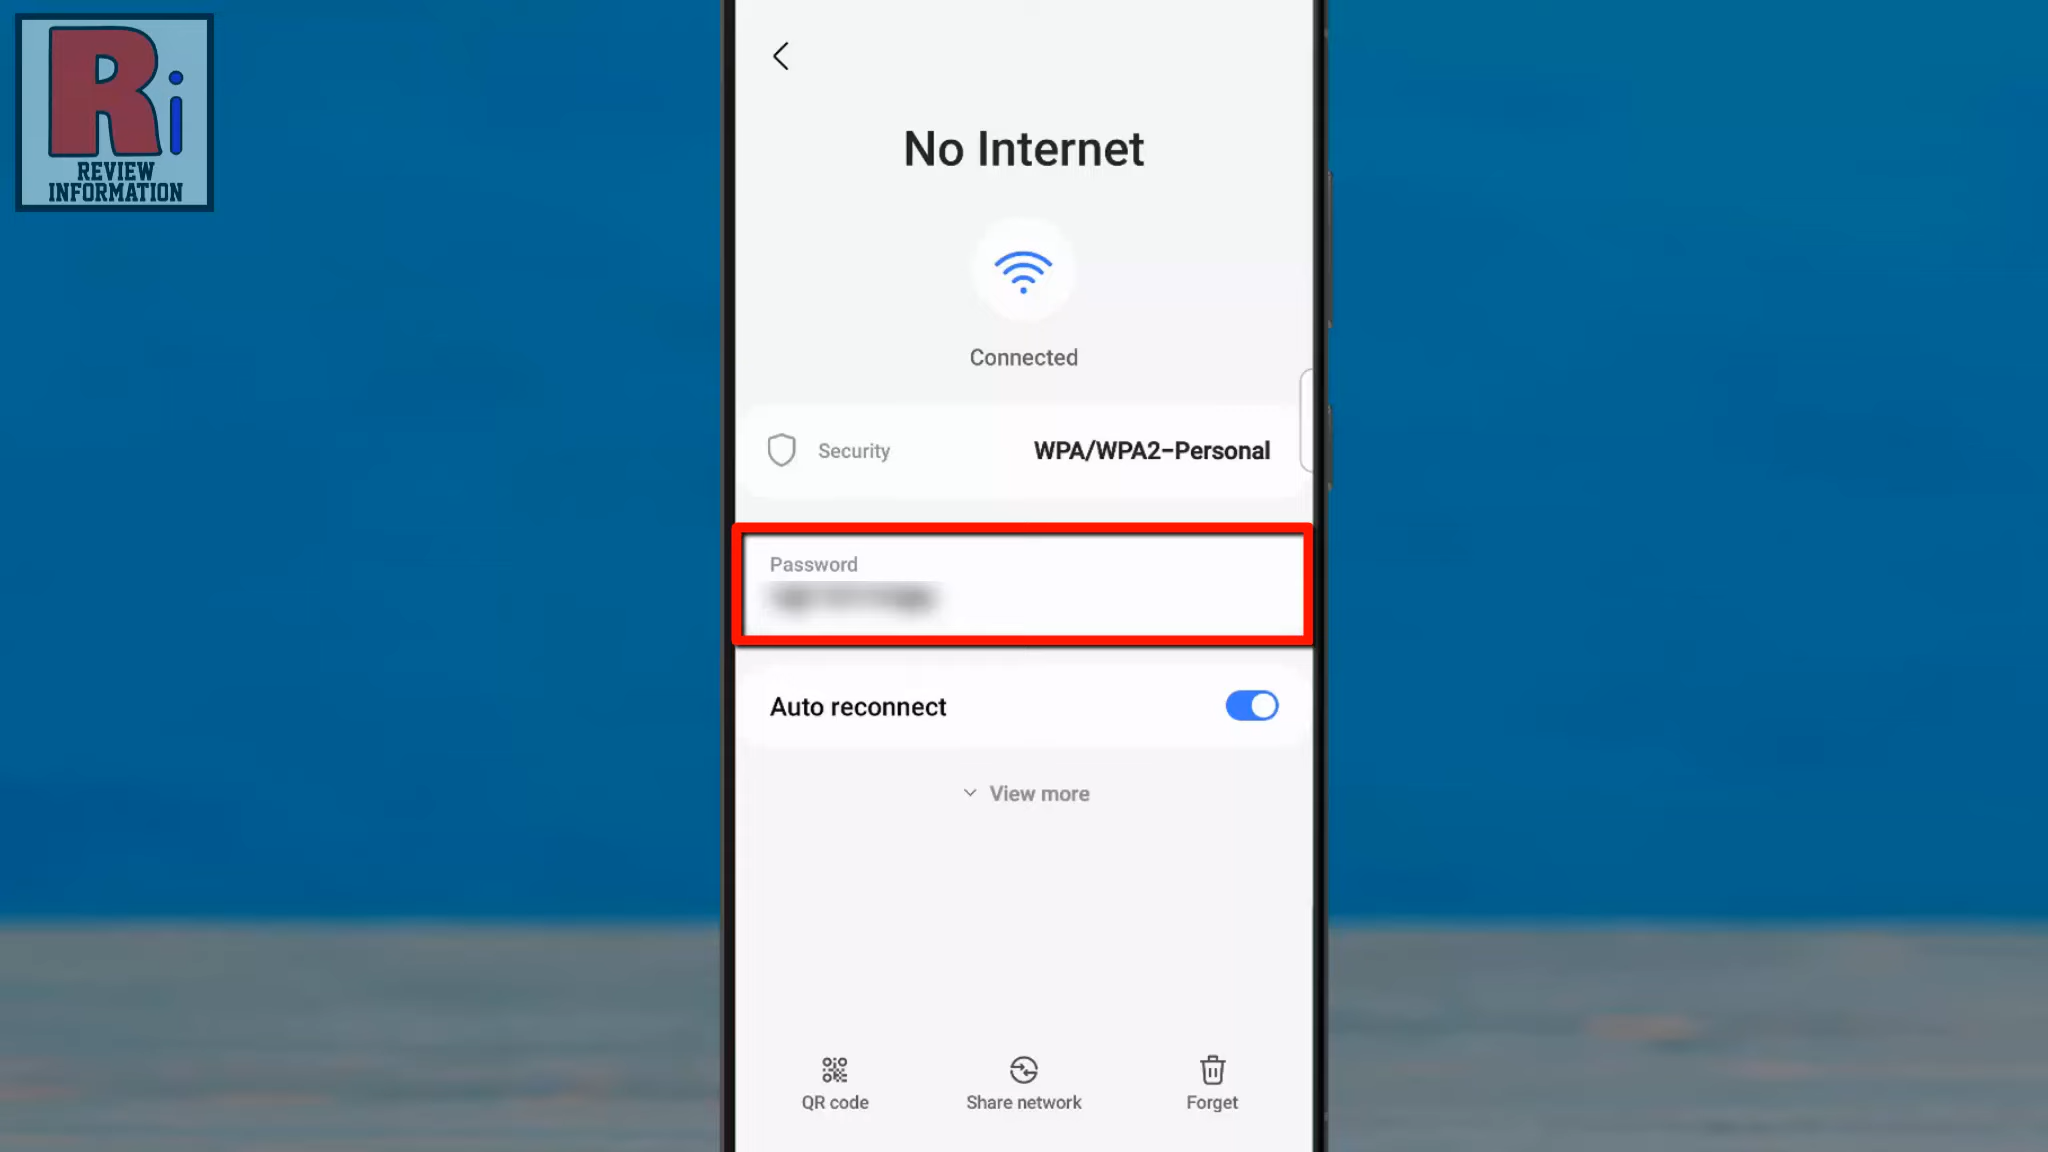 Ri
REVIEW
INFORMATION
No Internet
Connected
Security WPA/WPA2-Personal
Password
Auto reconnect
View more
QR code Share network Forget